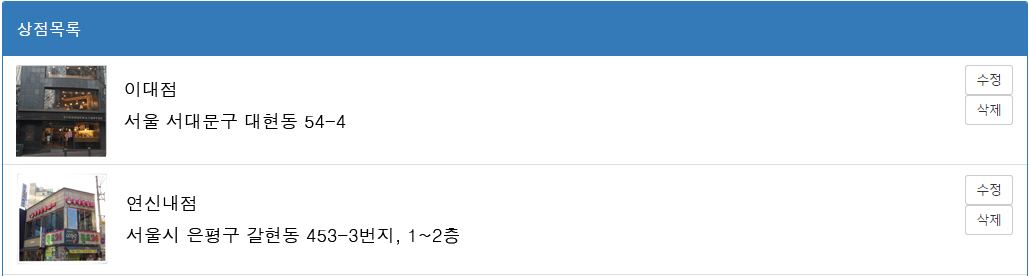 상점목록
이대점
서울 서대문구 대현동 54-4
수정
삭제
연신내점
서울시 은평구 갈현동 453-3번지, 1~2층
수정
삭제